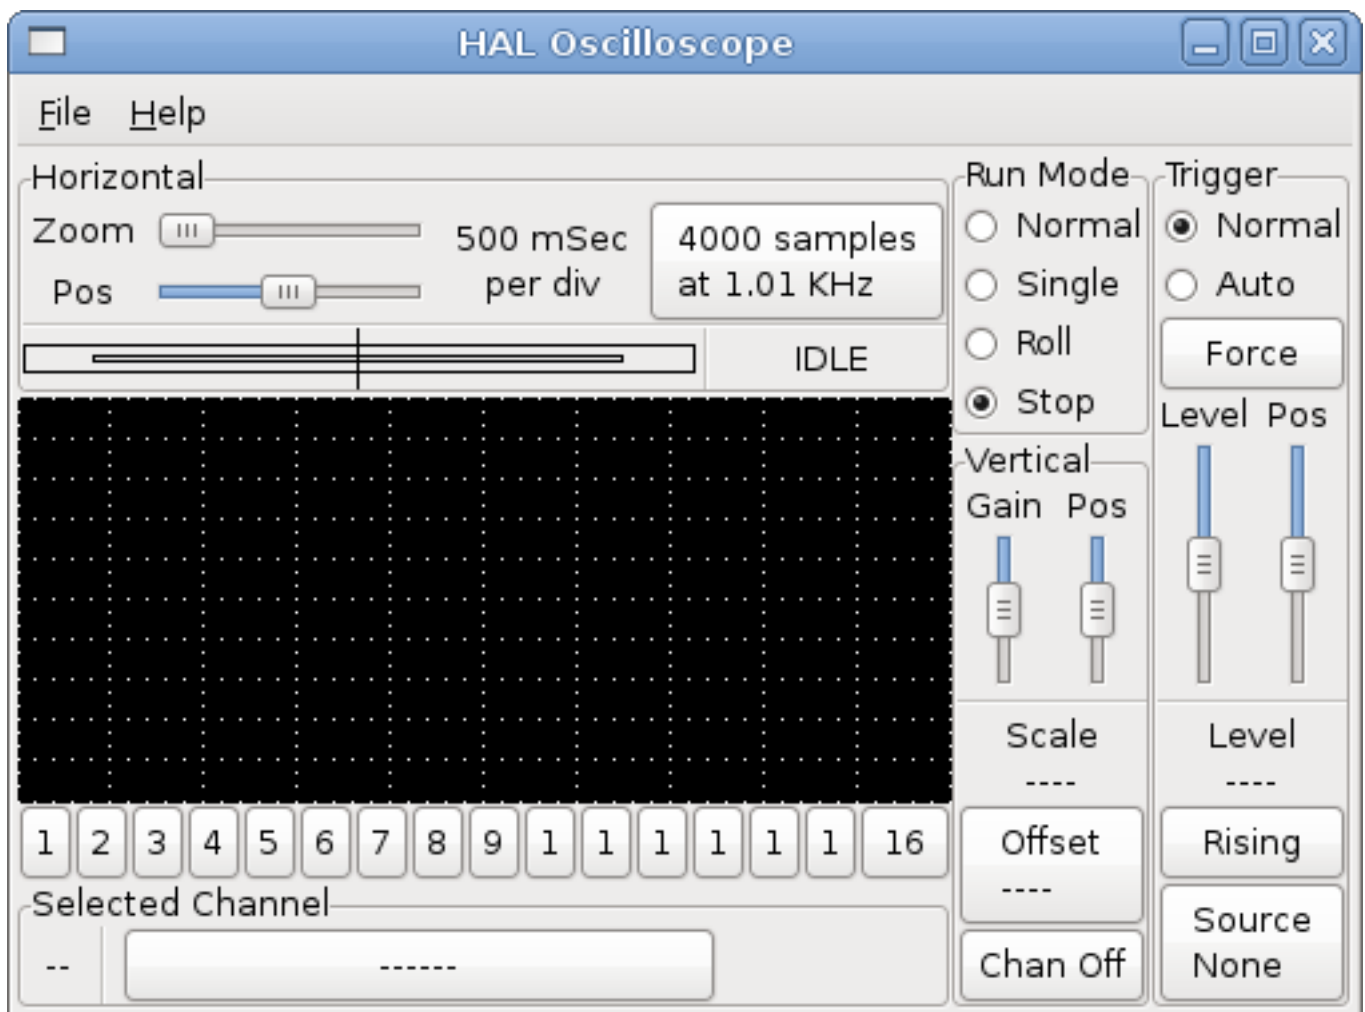 HAL Oscilloscope
File Help
Horizontal
Zoom
Pos
500 mSec
per div
4000 samples
at 1.01 KHz
IDLE
Run Mode
Normal
Single
Roll
Stop
Trigger
Normal
Auto
Force
Level Pos
Vertical
Gain Pos
Scale
----
Level
----
1 2 3 4 5 6 7 8 9 1 1 1 1 1 1 16
Offset
----
Rising
Selected Channel
--
------
Chan Off
Source
None